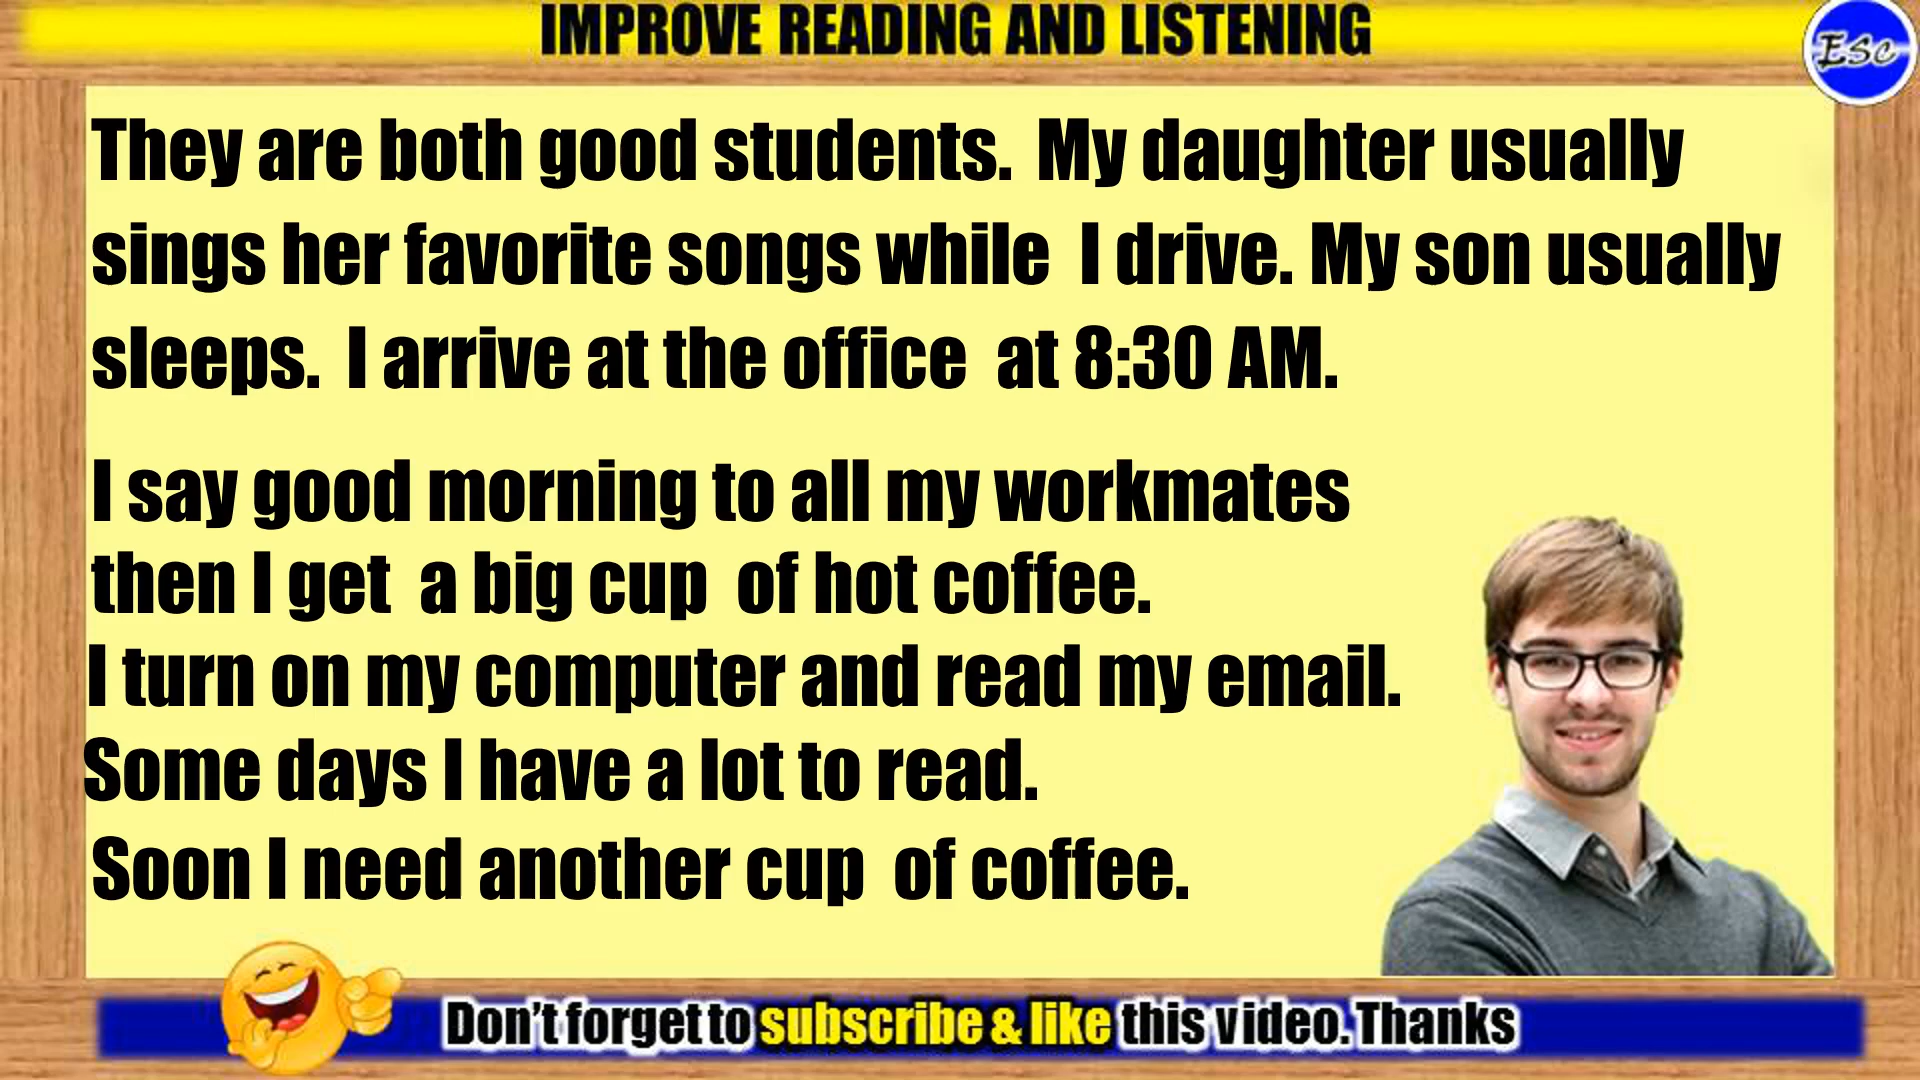 IMPROVE READING AND LISTENING
ESc
They are both good students. My daughter usually
sings her favorite songs while I drive. My son usually
sleeps. I arrive at the office at 8:30 AM.
I say good morning to all my workmates
then I get a big cup of hot coffee.
I turn on my computer and read my email.
Some days I have a lot to read.
Soon I need another cup of coffee.
Don't forget to subscribe & like this video. Thanks